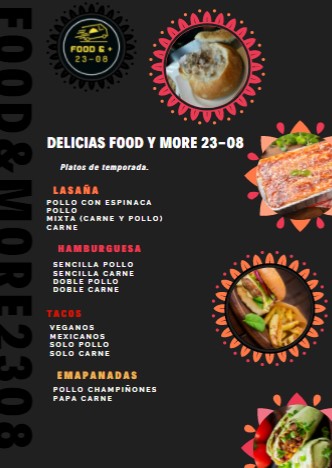 FOOD&MORE2308
FOOD & +
23-08
DELICIAS FOOD Y MORE 23-08
Platos de temporada.
LASAÑA
POLLO CON ESPINACA
POLLO
MIXTA (CARNE Y POLLO)
CARNE
HAMBURGUESA
SENCILLA POLLO
SENCILLA CARNE
DOBLE POLLO
DOBLE CARNE
TACOS
VEGANOS
MEXICANOS
SOLO POLLO
SOLO CARNE
EMAPANADAS
POLLO CHAMPIÑONES
PAPA CARNE